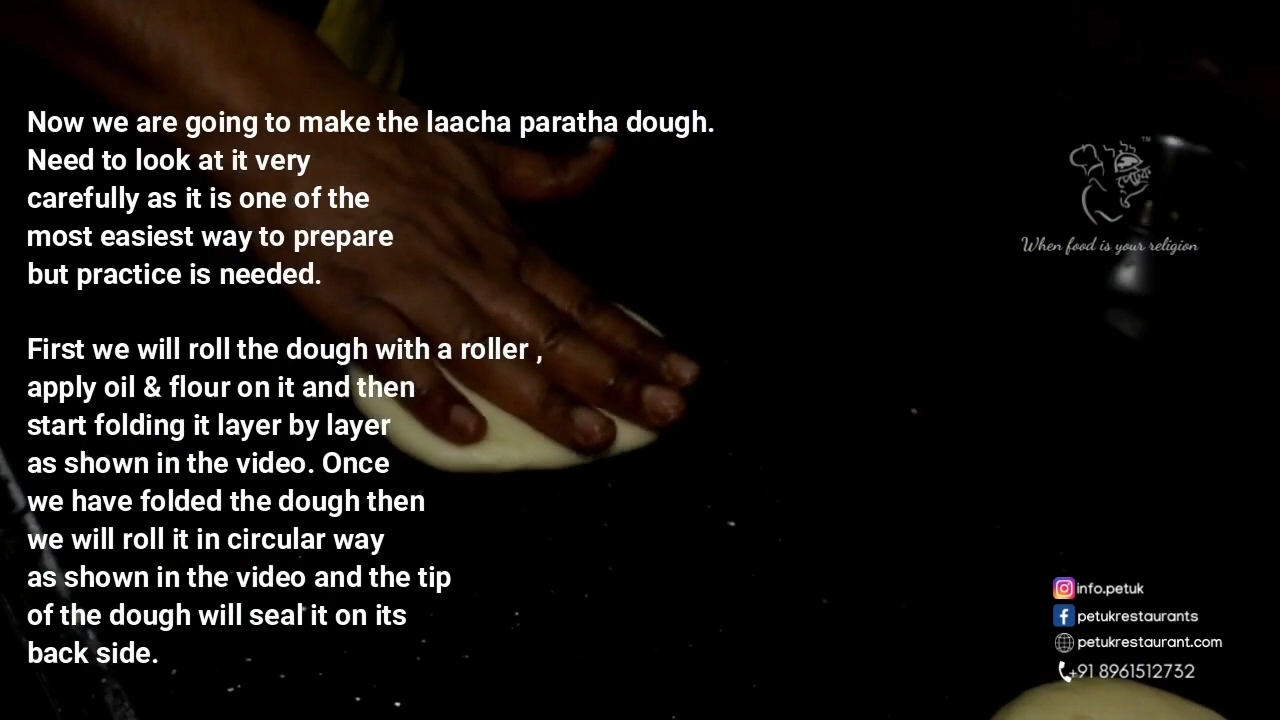 Now we are going to make the laacha paratha dough.
Need to look at it very
carefully as it is one of the
most easiest way to prepare
but practice is needed.
First we will roll the dough with a roller ,
apply oil & flour on it and then
start folding it layer by layer
as shown in the video. Once
we have folded the dough then
we will roll it in circular way
as shown in the video and the tip
of the dough will seal it on its
back side.
TM
When food is your religion
info.petuk
petukrestaurants
petukrestaurant.com
+91 8961512732